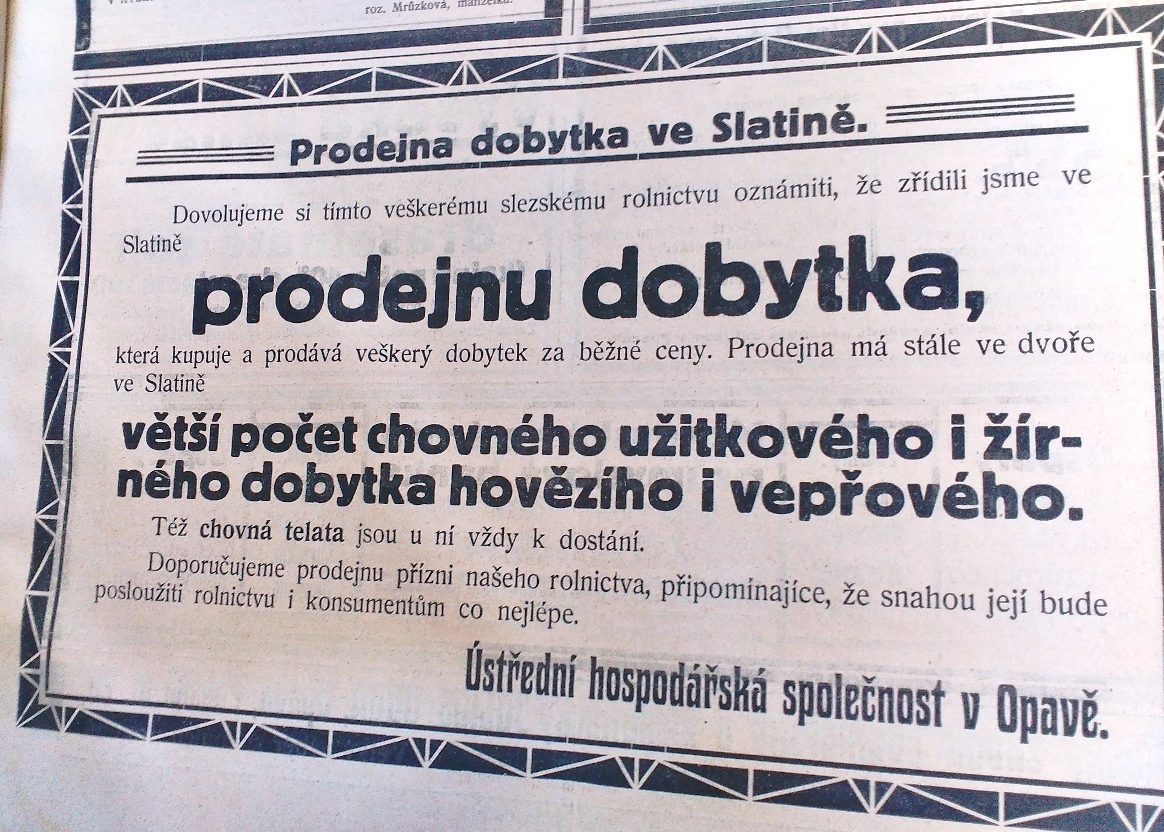 roz. Mrůzková, manželka.
Prodejna dobytka ve Slatině.
Dovolujeme si tímto veškerému slezskému rolnictvu oznámiti, že zřídili jsme ve
Slatině
prodejnu dobytka,
která kupuje a prodává veškerý dobytek za běžné ceny. Prodejna má stále ve dvoře
ve Slatině
větší počet chovného užitkového i žír-
ného dobytka hovězího i vepřového.
Též chovná telata jsou u ní vždy k dostání.
Doporučujeme prodejnu přízni našeho rolnictva, připomínajíce, že snahou její bude
posloužiti rolnictvu i konsumentům co nejlépe.
Ústřední hospodářská společnost v Opavě.